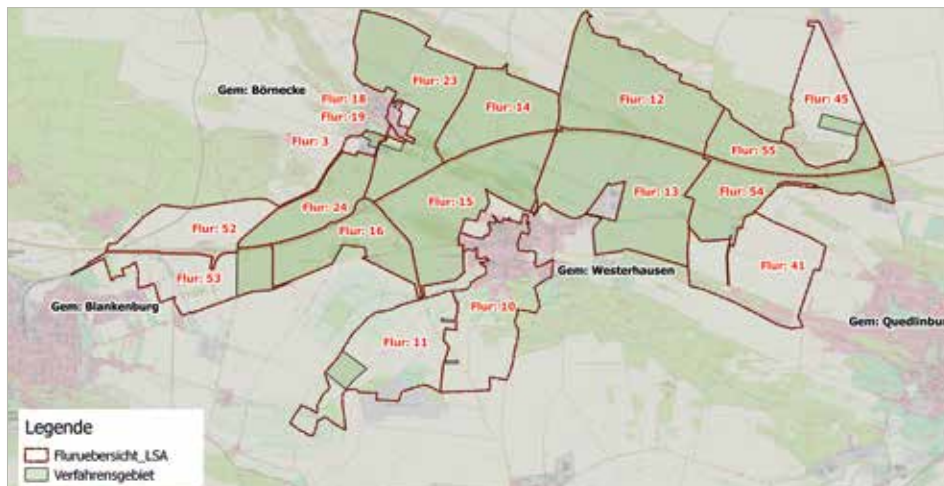 Flur: 23
Gem: Börnecke
Flur: 18
Flur: 14
Flur: 12
Flur: 45
Flur: 19
Flur: 3
Flur: 55
Flur: 13
Flur: 54
Flur: 15
Flur: 24
Flur: 52
Flur: 16
Flur: 41
Gem: Westerhausen
Flur: 53
Gem: Blankenburg
Flur: 10
Gem: Quedlinbur
Flur: 11
Legende
Fluruebersicht_LSA
Verfahrensgebiet